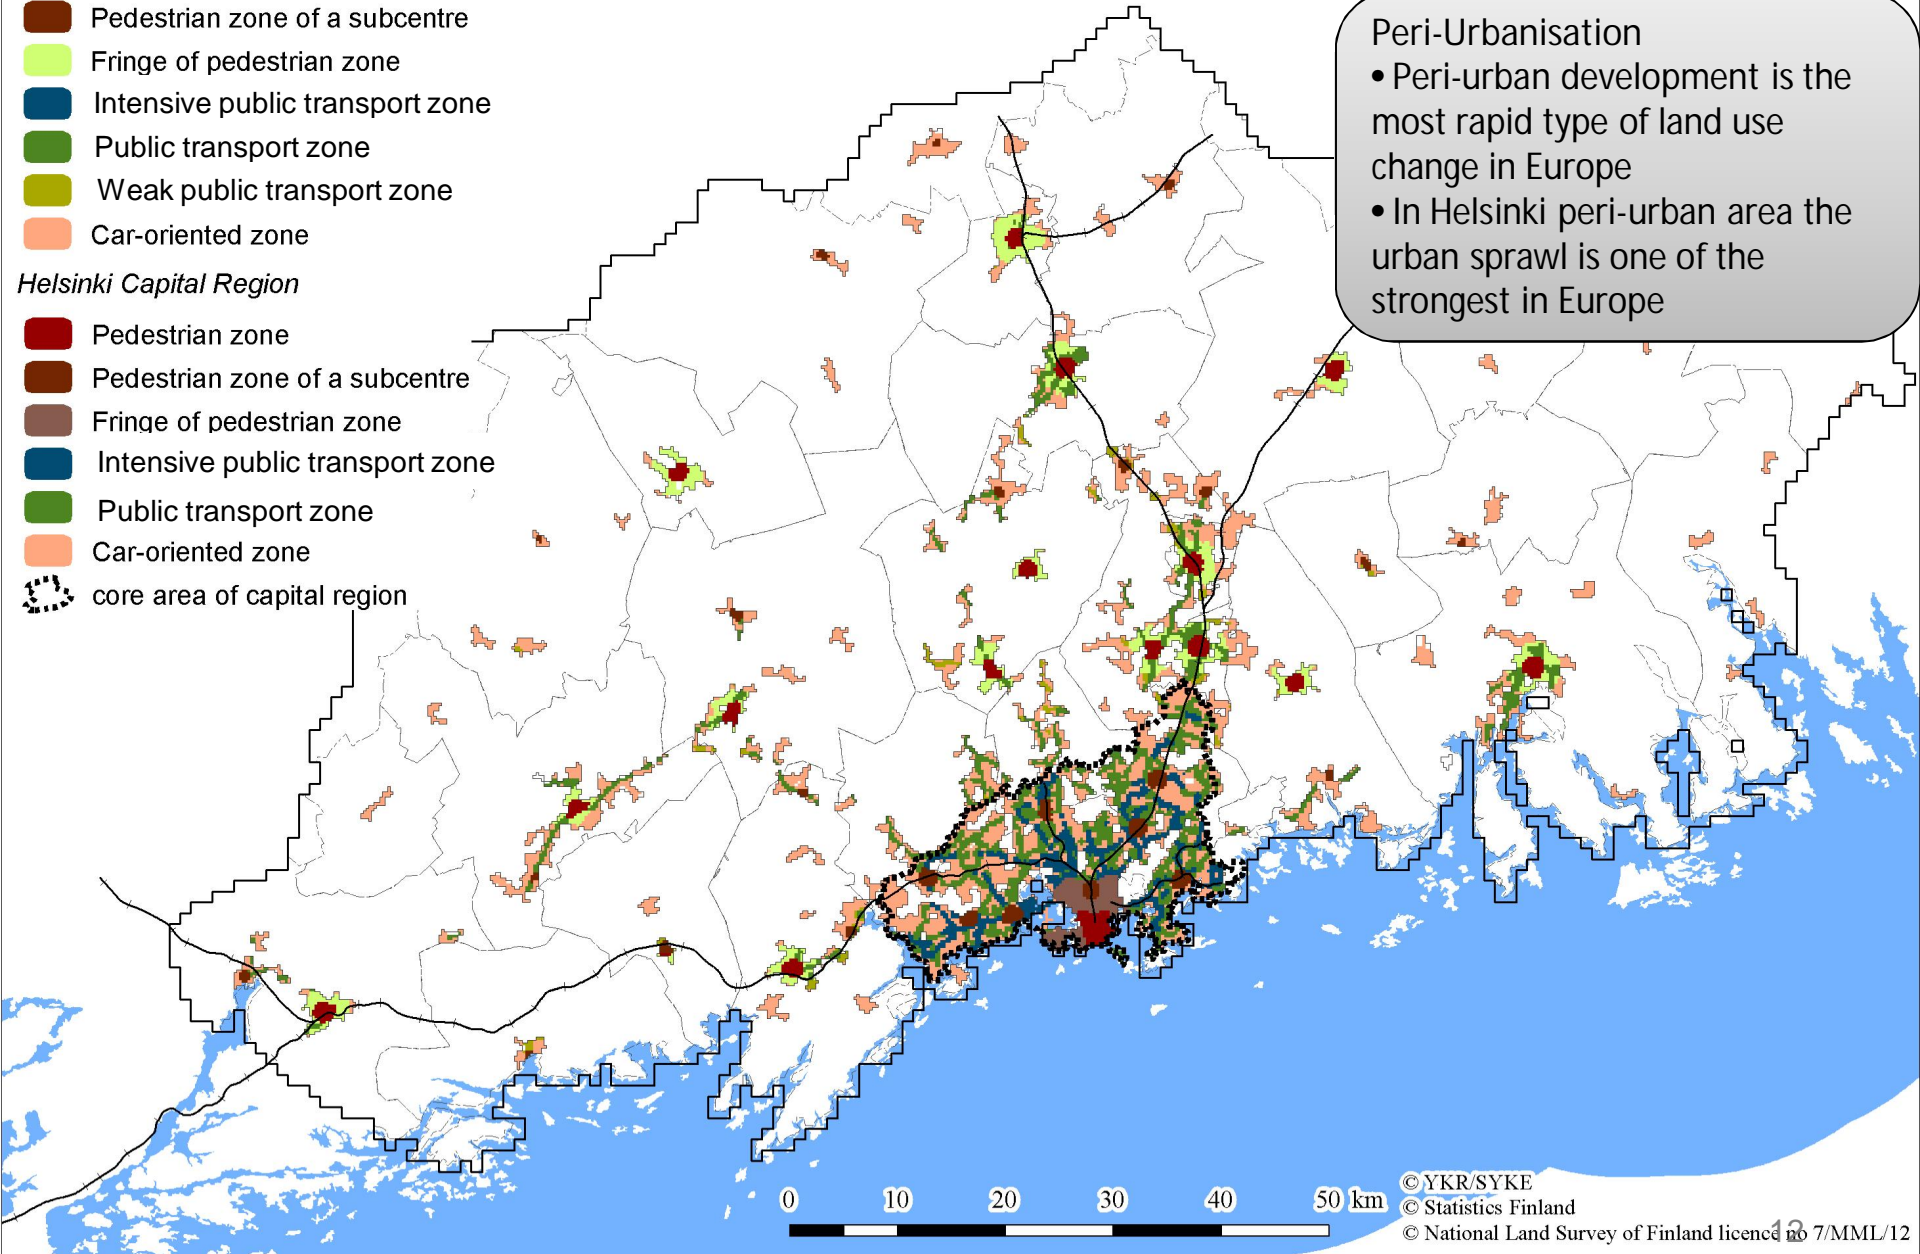 Pedestrian zone of a subcentre
Fringe of pedestrian zone
Intensive public transport zone
Public transport zone
Weak public transport zone
Car-oriented zone
Helsinki Capital Region
Pedestrian zone
Pedestrian zone of a subcentre
Fringe of pedestrian zone
Intensive public transport zone
Public transport zone
Car-oriented zone
core area of capital region
Peri-Urbanisation
• Peri-urban development is the
most rapid type of land use
change in Europe
• In Helsinki peri-urban area the
urban sprawl is one of the
strongest in Europe
0 10 20 30 40 50 km
© YKR/SYKE
© Statistics Finland
© National Land Survey of Finland licence no 7/MML/12
12